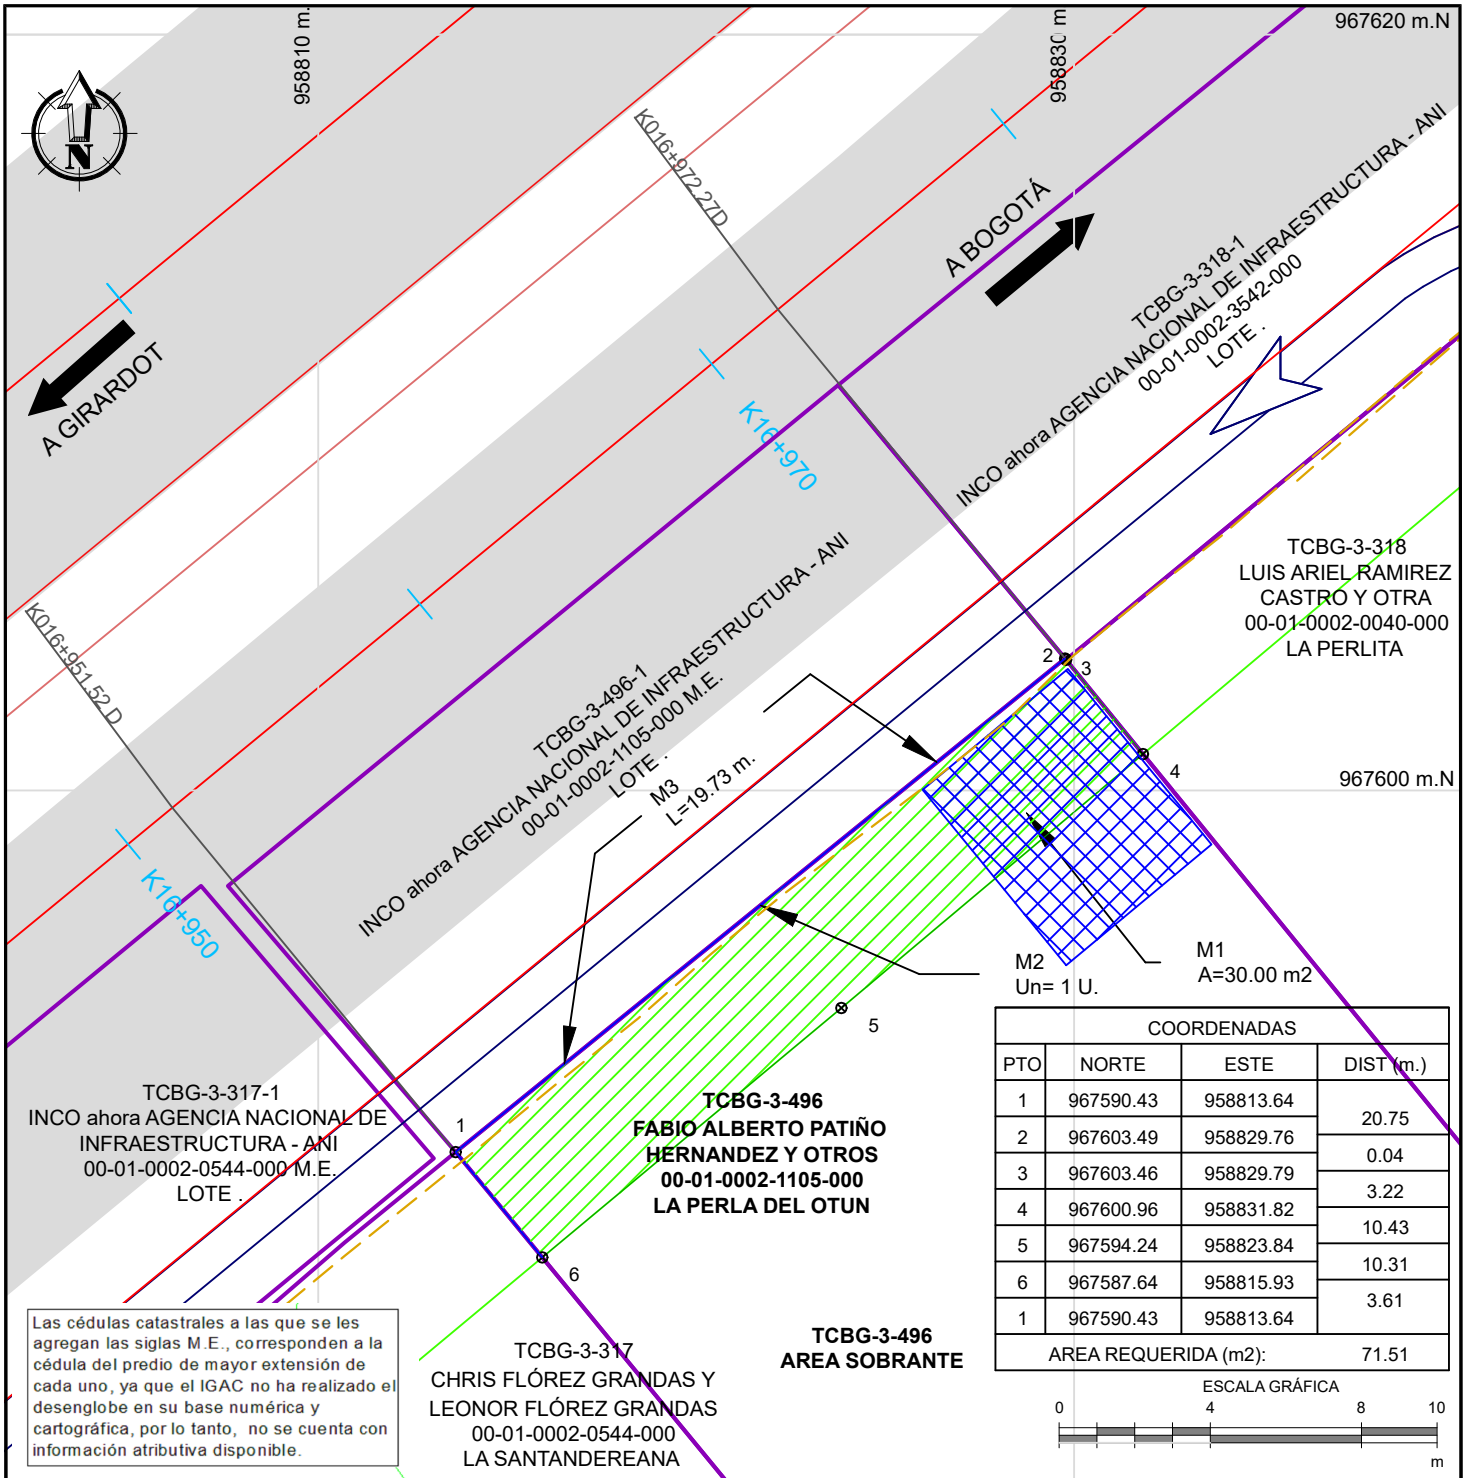 958810 m.
958830 m
967620 m.N
N
K016+972.27D
A BOGOTÁ
TCBG-3-318-1
INCO ahora AGENCIA NACIONAL DE INFRAESTRUCTURA - ANI
00-01-0002-3542-000
LOTE .
A GIRARDOT
K16+970
TCBG-3-318
LUIS ARIEL RAMIREZ
CASTRO Y OTRA
00-01-0002-0040-000
LA PERLITA
K016+951.52 D
TCBG-3-496-1
INCO ahora AGENCIA NACIONAL DE INFRAESTRUCTURA - ANI
00-01-0002-1105-000 M.E.
LOTE .
2
3
4
967600 m.N
M3
L=19.73 m.
K16+950
M2
Un= 1 U.
M1
A=30.00 m2
5
1
6
TCBG-3-317-1
INCO ahora AGENCIA NACIONAL DE
INFRAESTRUCTURA - ANI
00-01-0002-0544-000 M.E.
LOTE .
TCBG-3-496
FABIO ALBERTO PATIÑO
HERNANDEZ Y OTROS
00-01-0002-1105-000
LA PERLA DEL OTUN
COORDENADAS
PTO NORTE ESTE DIST (m.)
1 967590.43 958813.64
20.75
2 967603.49 958829.76
0.04
3 967603.46 958829.79
3.22
4 967600.96 958831.82
10.43
5 967594.24 958823.84
10.31
6 967587.64 958815.93
3.61
1 967590.43 958813.64
AREA REQUERIDA (m2): 71.51
Las cédulas catastrales a las que se les
agregan las siglas M.E., corresponden a la
cédula del predio de mayor extensión de
cada uno, ya que el IGAC no ha realizado el
desenglobe en su base numérica y
cartográfica, por lo tanto, no se cuenta con
información atributiva disponible.
TCBG-3-317
CHRIS FLÓREZ GRANDAS Y
LEONOR FLÓREZ GRANDAS
00-01-0002-0544-000
LA SANTANDEREANA
TCBG-3-496
AREA SOBRANTE
ESCALA GRÁFICA
0 4 8 10
m